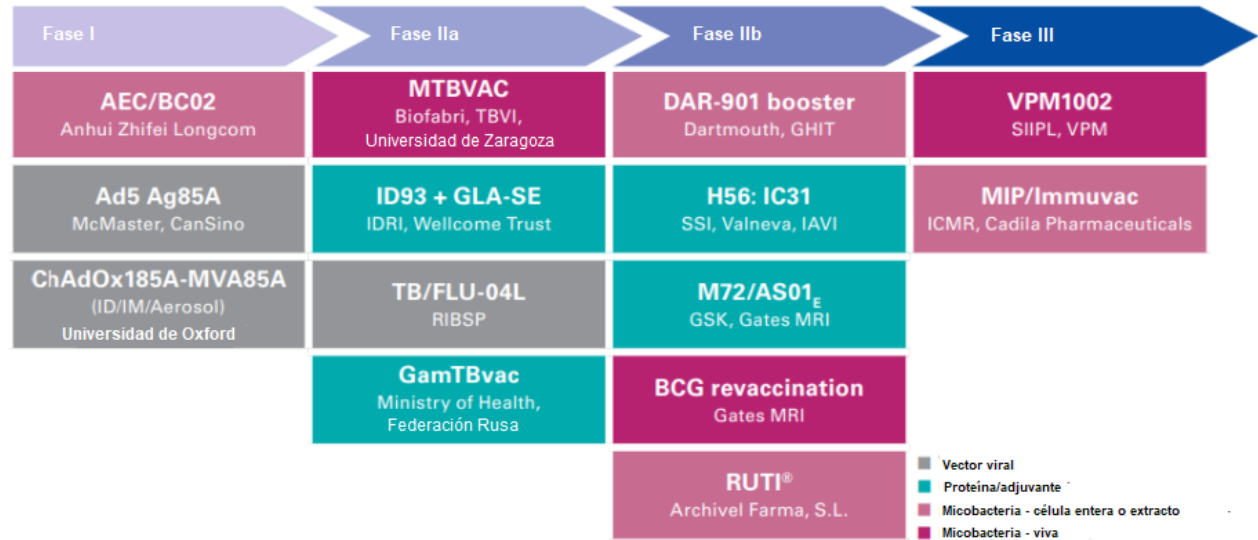 Fase I
Fase IIa
Fase IIb
Fase III
AEC/BC02
Anhui Zhifei Longcom
MTBVAC
Biofabri, TBVI,
Universidad de Zaragoza
DAR-901 booster
Dartmouth, GHIT
VPM1002
SIIPL, VPM
Ad5 Ag85A
McMaster, CanSino
ID93 + GLA-SE
IDRI, Wellcome Trust
H56: IC31
SSI, Valneva, IAVI
MIP/Immuvac
ICMR, Cadila Pharmaceuticals
ChAdOx185A-MVA85A
(ID/IM/Aerosol)
Universidad de Oxford
TB/FLU-04L
RIBSP
M72/AS01E
GSK, Gates MRI
GamTBvac
Ministry of Health,
Federación Rusa
BCG revaccination
Gates MRI
RUTI®
Archivel Farma, S.L.
Vector viral
Proteína/adjuvante
Micobacteria - célula entera o extracto
Micobacteria - viva